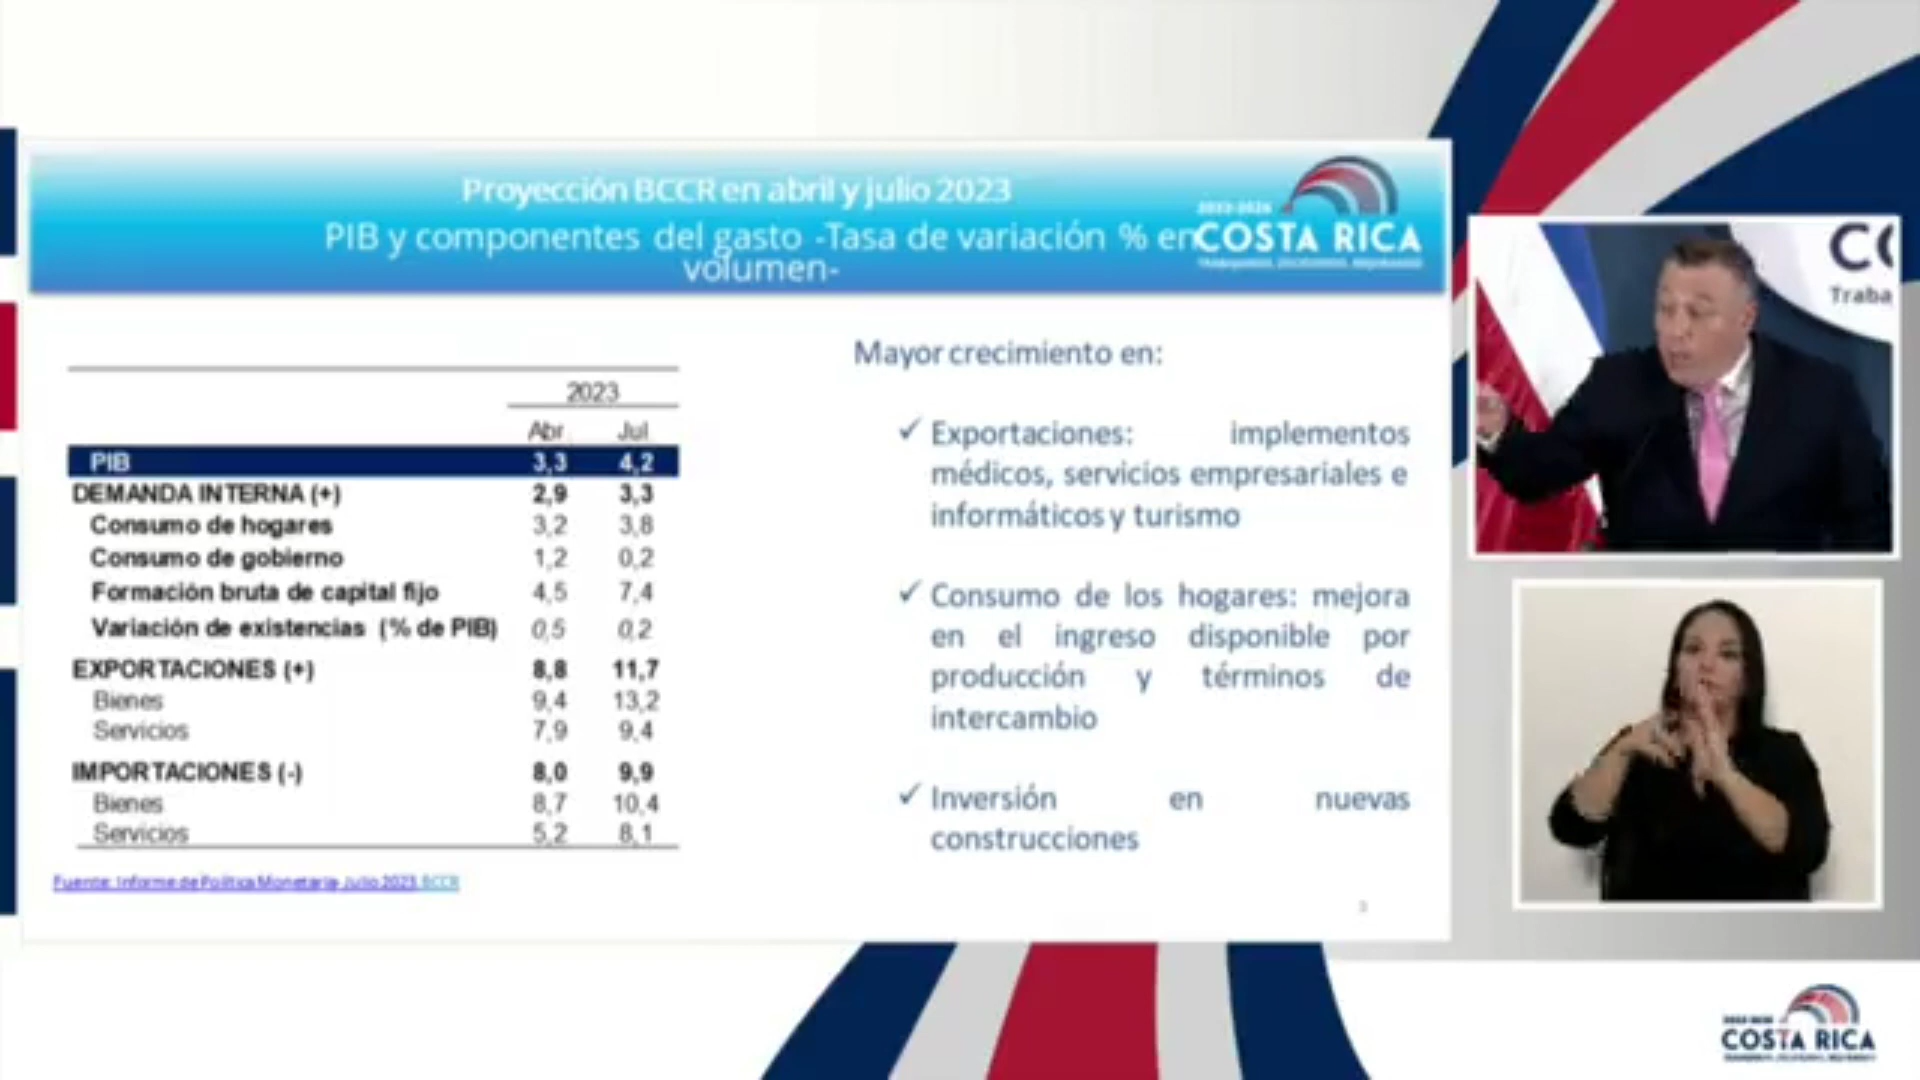 Proyección BCCR en abril y julio 2023
PIB y componentes del gasto -Tasa de variación % en
volumen-
2022-2026
COSTA RICA
2023
Abr Jul
PIB 3,3 4,2
DEMANDA INTERNA (+) 2,9 3,3
Consumo de hogares 3,2 3,8
Consumo de gobierno 1,2 0,2
Formación bruta de capital fijo 4,5 7,4
Variación de existencias (% de PIB) 0,5 0,2
EXPORTACIONES (+) 8,8 11,7
Bienes 9,4 13,2
Servicios 7,9 9,4
IMPORTACIONES (-) 8,0 9,9
Bienes 8,7 10,4
Servicios 5,2 8,1
Fuente: Informe de Política Monetaria- Julio 2023, BCCR
Mayor crecimiento en:
✓ Exportaciones: implementos
médicos, servicios empresariales e
informáticos y turismo
✓ Consumo de los hogares: mejora
en el ingreso disponible por
producción y términos de
intercambio
✓ Inversión en nuevas
construcciones
3
CO
Traba
COSTA RICA